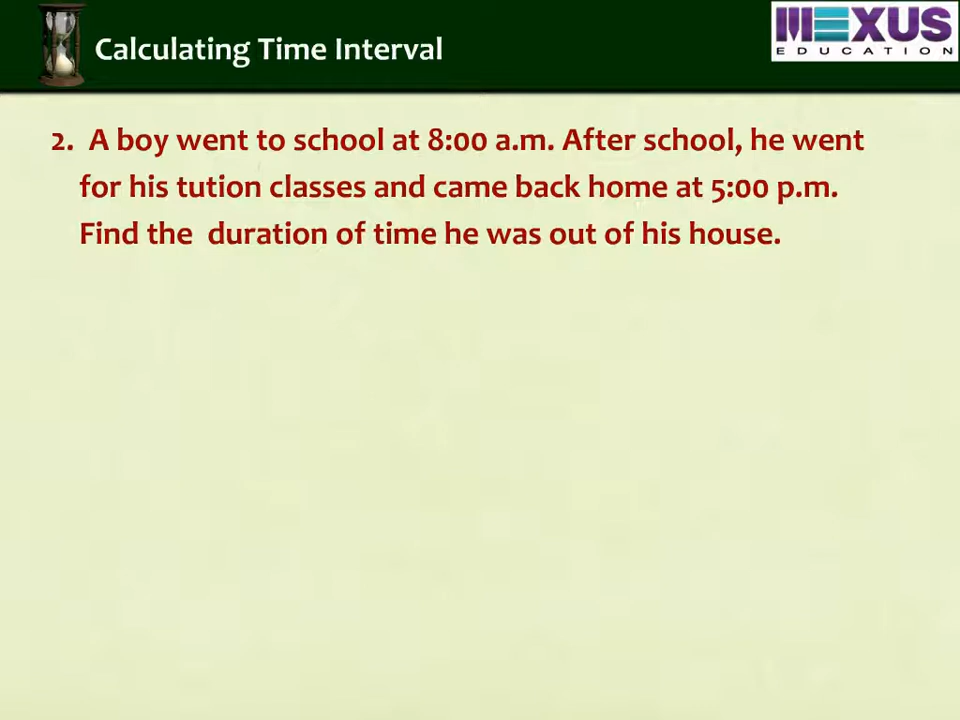 Calculating Time Interval
MEXUS
EDUCATION
2. A boy went to school at 8:00 a.m. After school, he went
for his tution classes and came back home at 5:00 p.m.
Find the duration of time he was out of his house.